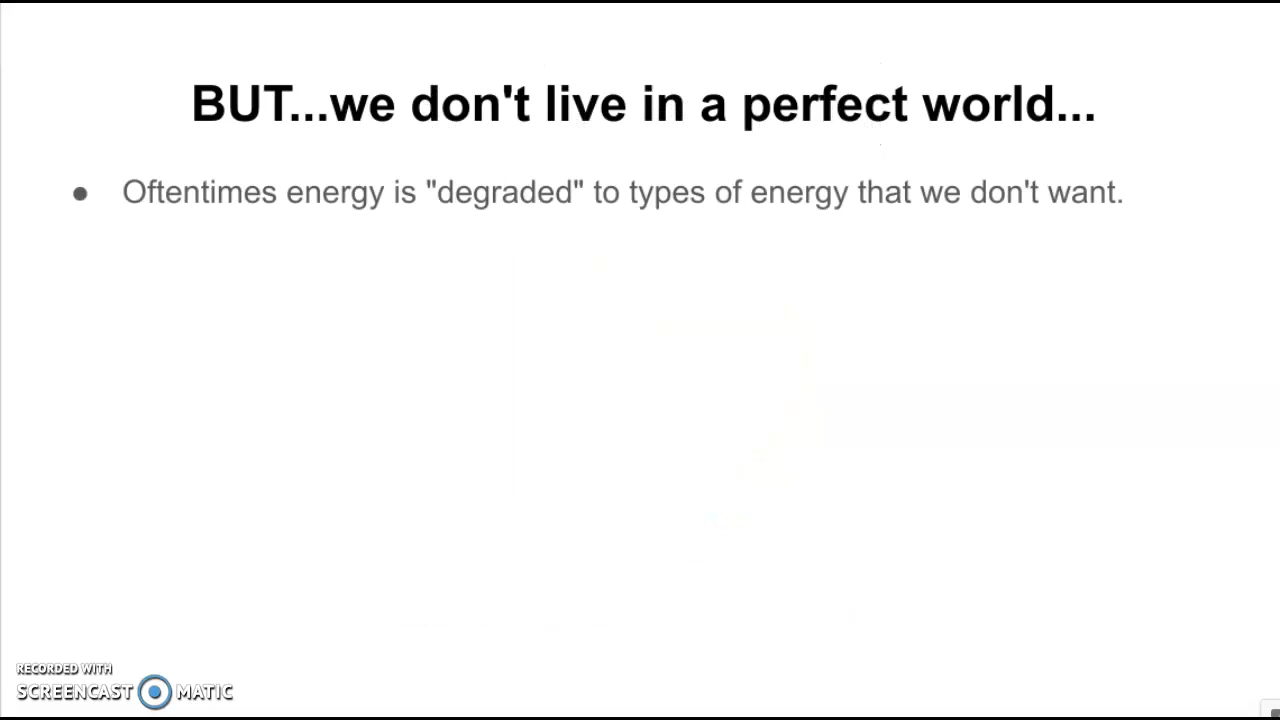 BUT...we don't live in a perfect world...
● Oftentimes energy is "degraded" to types of energy that we don't want.
RECORDED WITH
SCREENCAST MATIC